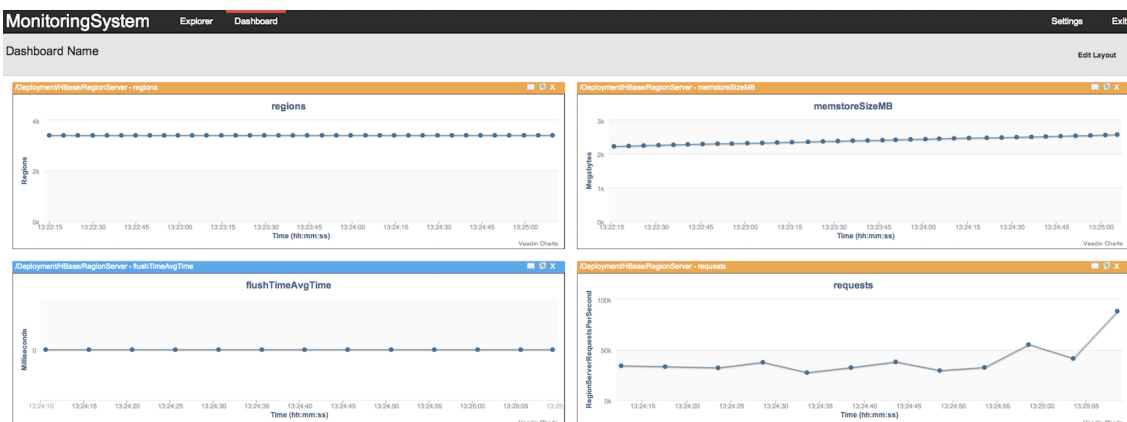 MonitoringSystem Explorer Dashboard Settings Exit
Dashboard Name
Edit Layout
/Deployment/HBase/RegionServer - regions X
regions
4k
2k
0k
Regions
13:22:15 13:22:30 13:22:45 13:23:00 13:23:15 13:23:30 13:23:45 13:24:00 13:24:15 13:24:30 13:24:45 13:25:00
Time (hh:mm:ss)
Vaadin Charts
/Deployment/HBase/RegionServer - memstoreSizeMB X
memstoreSizeMB
3k
2k
1k
0k
Megabytes
13:22:15 13:22:30 13:22:45 13:23:00 13:23:15 13:23:30 13:23:45 13:24:00 13:24:15 13:24:30 13:24:45 13:25:00
Time (hh:mm:ss)
Vaadin Charts
/Deployment/HBase/RegionServer - flushTimeAvgTime X
flushTimeAvgTime
0
Milliseconds
13:24:10 13:24:15 13:24:20 13:24:25 13:24:30 13:24:35 13:24:40 13:24:45 13:24:50 13:24:55 13:25:00 13:25:05 13:25:
Time (hh:mm:ss)
Vaadin Charts
/Deployment/HBase/RegionServer - requests X
requests
100k
50k
0k
RegionServerRequestsPerSecond
13:24:15 13:24:20 13:24:25 13:24:30 13:24:35 13:24:40 13:24:45 13:24:50 13:24:55 13:25:00 13:25:05
Time (hh:mm:ss)
Vaadin Charts